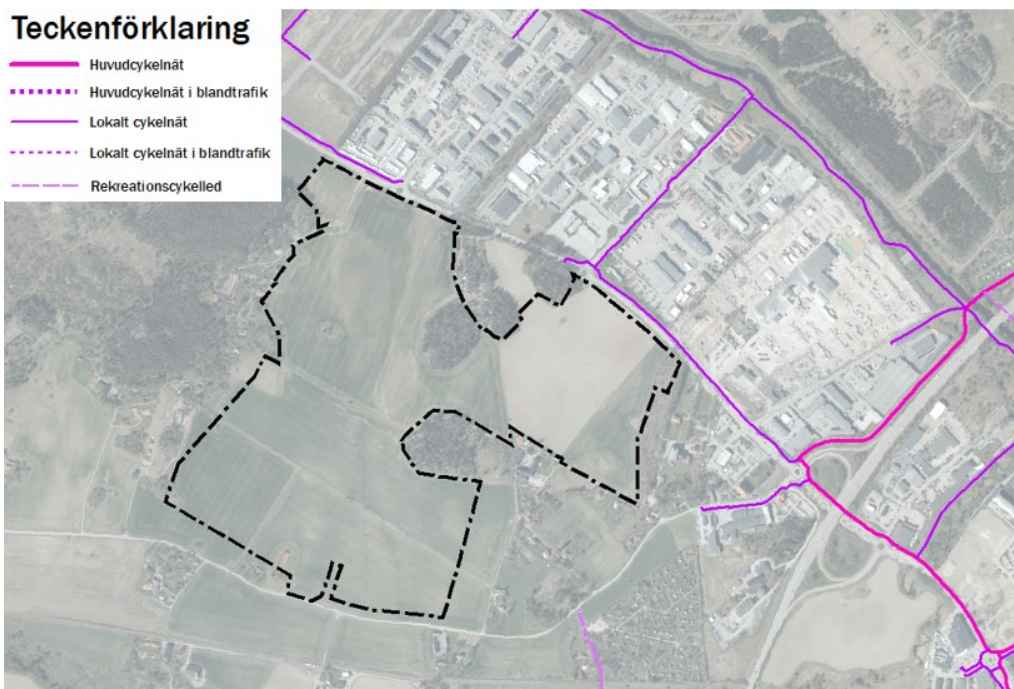 Teckenförklaring
Huvudcykelnät
Huvudcykelnät i blandtrafik
Lokalt cykelnät
Lokalt cykelnät i blandtrafik
Rekreationscykelled